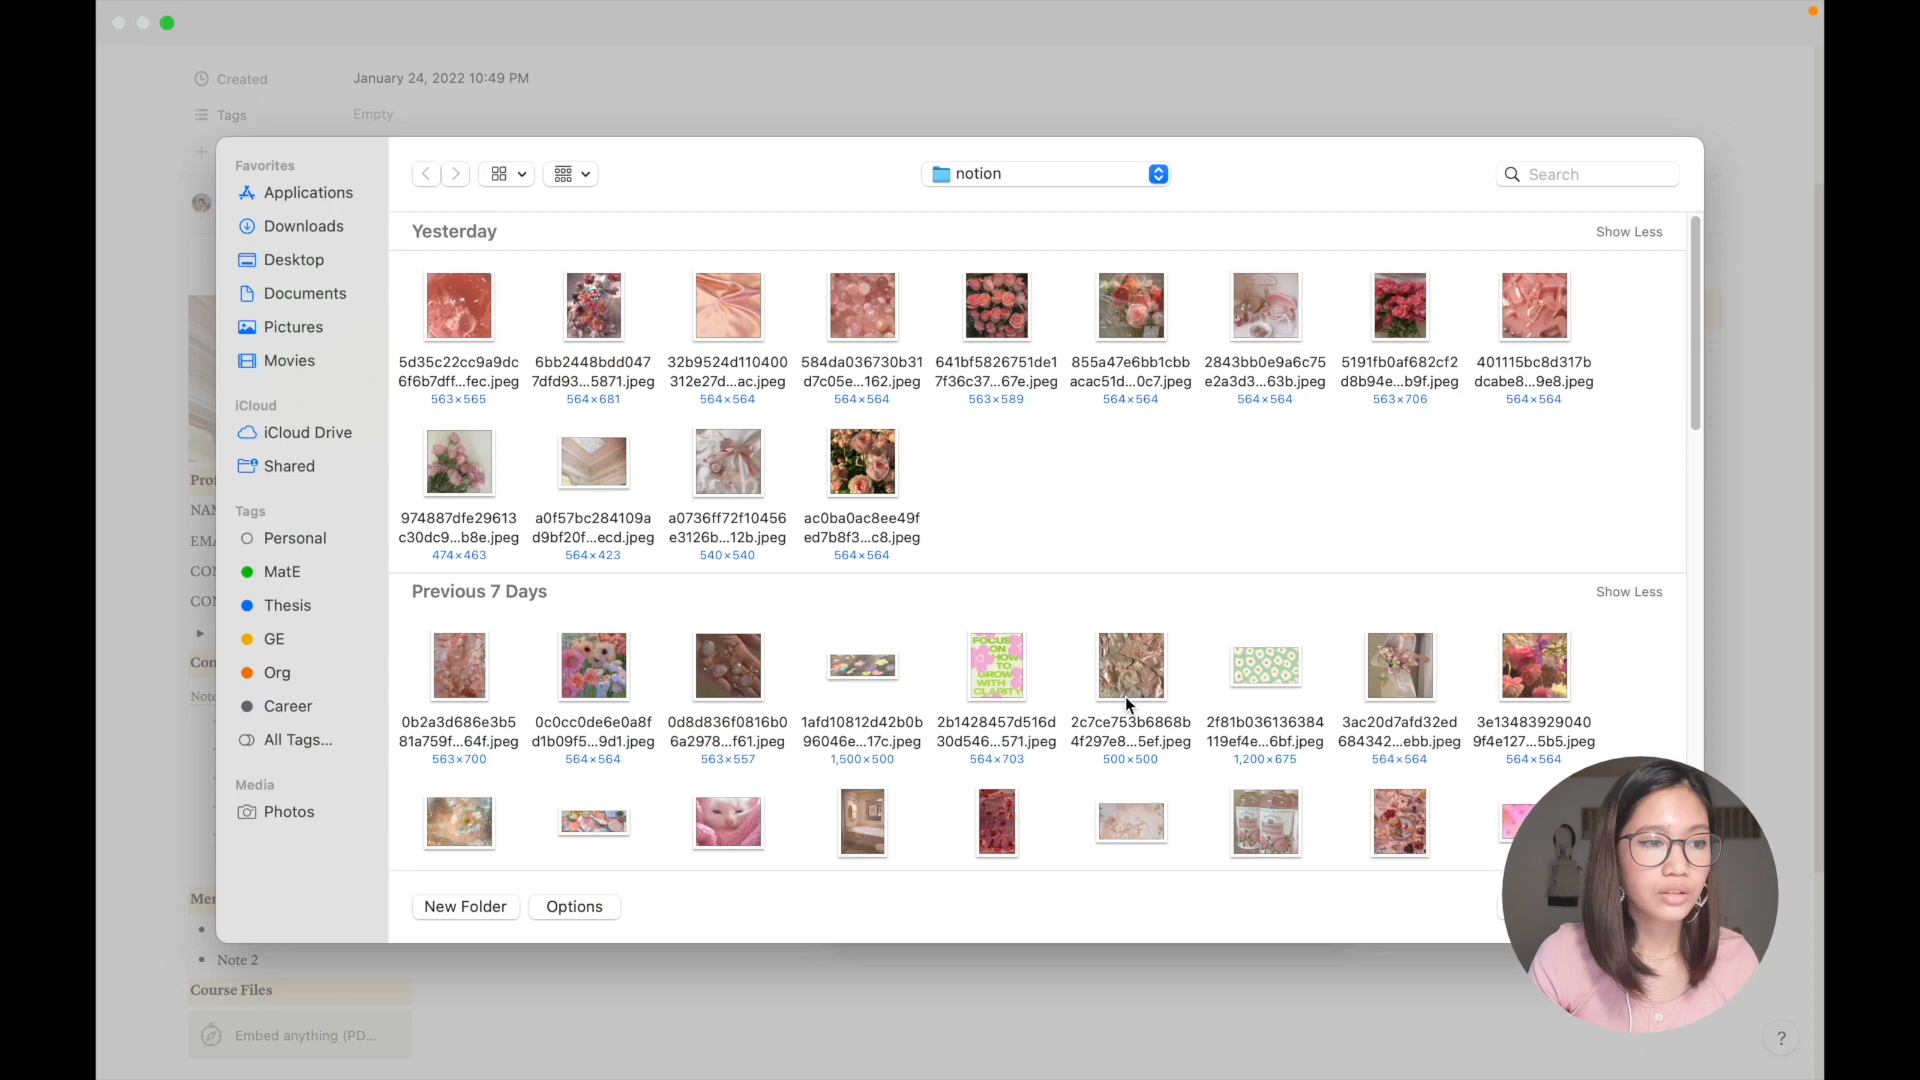 Created January 24, 2022 10:49 PM
Tags Empty
Favorites
Applications
Downloads
Desktop
Documents
Pictures
Movies
iCloud
iCloud Drive
Shared
Tags
Personal
MatE
Thesis
GE
Org
Career
All Tags...
Media
Photos
notion
Search
Yesterday Show Less
5d35c22cc9a9dc 6bb2448bdd047 32b9524d110400 584da036730b31 641bf5826751de1 855a47e6bb1cbb 2843bb0e9a6c75 5191fb0af682cf2 401115bc8d317b
6f6b7dff...fec.jpeg 7dfd93...5871.jpeg 312e27d...ac.jpeg d7c05e...162.jpeg 7f36c37...67e.jpeg acac51d...0c7.jpeg e2a3d3...63b.jpeg d8b94e...b9f.jpeg dcabe8...9e8.jpeg
563×565 564×681 564×564 564×564 563×589 564×564 564×564 563×706 564×564
974887dfe29613 a0f57bc284109a a0736ff72f10456 ac0ba0ac8ee49f
c30dc9...b8e.jpeg d9bf20f...ecd.jpeg e3126b...12b.jpeg ed7b8f3...c8.jpeg
474×463 564×423 540×540 564×564
Previous 7 Days Show Less
FOCUS
ON
HOW
TO
GROW
WITH
CLARITY
0b2a3d686e3b5 0c0cc0de6e0a8f 0d8d836f0816b0 1afd10812d42b0b 2b1428457d516d 2c7ce753b6868b 2f81b036136384 3ac20d7afd32ed 3e13483929040
81a759f...64f.jpeg d1b09f5...9d1.jpeg 6a2978...f61.jpeg 96046e...17c.jpeg 30d546...571.jpeg 4f297e8...5ef.jpeg 119ef4e...6bf.jpeg 684342...ebb.jpeg 9f4e127...5b5.jpeg
563×700 564×564 563×557 1,500×500 564×703 500×500 1,200×675 564×564 564×564
New Folder Options
Note 2
Course Files
Embed anything (PD...
?